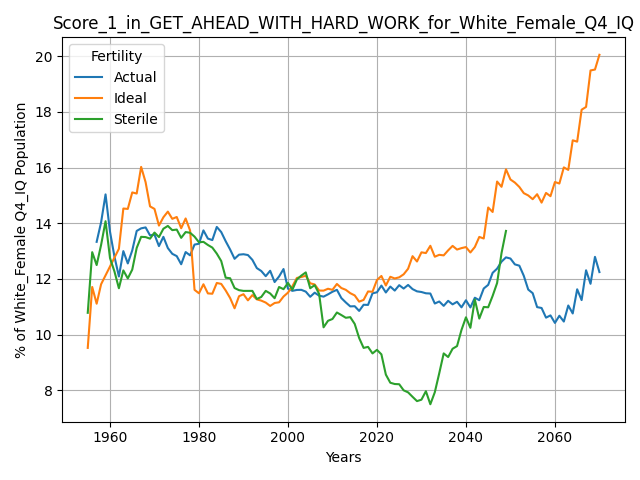 Score_1_in_GET_AHEAD_WITH_HARD_WORK_for_White_Female_Q4_IQ
Fertility
Actual
Ideal
Sterile
% of White_Female Q4_IQ Population
20
18
16
14
12
10
8
1960
1980
2000
2020
2040
2060
Years